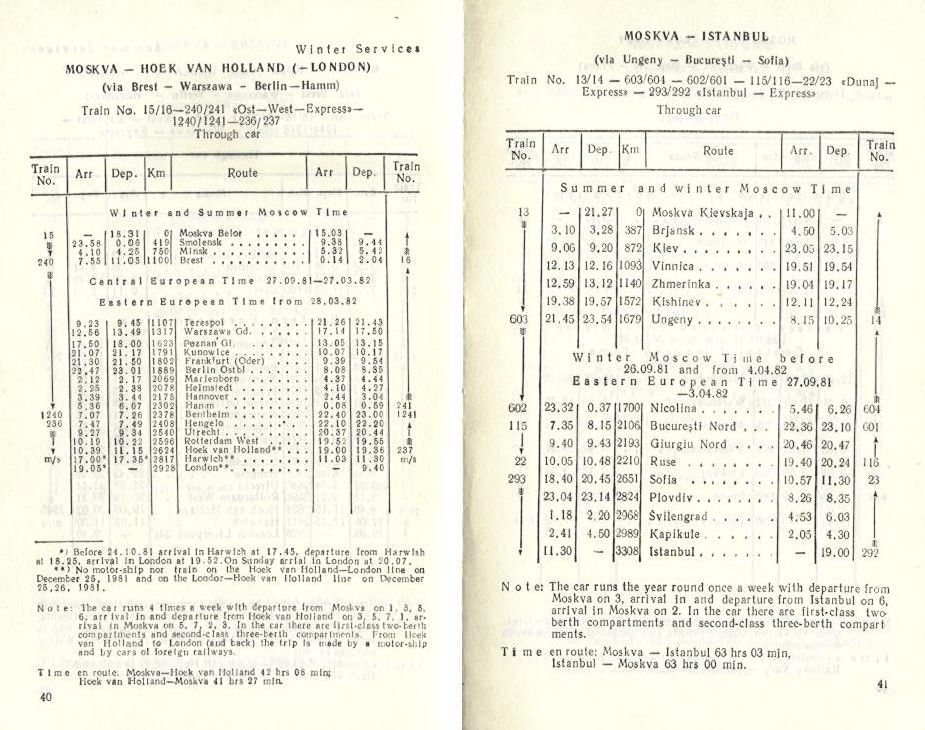 Winter Services
MOSKVA — HOEK VAN HOLLAND (–LONDON)
(via Brest – Warszawa – Berlin–Hamm)
Train No. 15/16—240/241 «Ost—West—Express»—
1240/1241—236/237
Through car
Train No. Arr Dep. Km Route Arr Dep. Train No.
Winter and Summer Moscow Time
15 — 18.31 0 Moskva Belor 15.03 —
23.58 0.06 419 Smolensk 9.38 9.44
4.10 4.25 750 Minsk 5.32 5.42
240 7.55 11.05 1100 Brest 0.14 2.04 16
Central European Time 27.09.81—27.03.82
Eastern European Time from 28.03.82
9.23 9.45 1107 Terespol 21.26 21.43
12.56 13.49 1317 Warszawa Gd. 17.14 17.50
17.50 18.00 1623 Poznan Gl. 13.05 13.15
21.07 21.17 1791 Kunowice 10.07 10.17
21.30 21.50 1802 Frankfurt (Oder) 9.39 9.54
22.47 23.01 1889 Berlin Ostbl 8.08 8.35
2.12 2.17 2069 Marienborn 4.37 4.44
2.25 2.38 2078 Helmstedt 4.10 4.27
3.39 3.44 2175 Hannover 2.44 3.04
5.36 6.07 2302 Hamm 0.08 0.59 241
1240 7.07 7.26 2378 Bentheim 22.40 23.00 1241
236 7.47 7.49 2408 Hengelo 22.10 22.20
9.27 9.34 2540 Utrecht 20.37 20.44
10.19 10.22 2596 Rotterdam West 19.52 19.55
10.39 11.15 2624 Hoek van Holland** 19.00 19.36 237
m/s 17.00* 17.35* 2817 Harwich** 11.03 11.30 m/s
19.05* — 2928 London** — 9.40
*) Before 24.10.81 arrival in Harwich at 17.45, departure from Harwish
at 18.25, arrival in London at 19.52. On Sunday arrial in London at 20.07.
**) No motor-ship nor train on the Hoek van Holland—London line on
December 25, 1981 and on the London—Hoek van Holland line on December
25,26, 1981.
Note: The car runs 4 times a week with departure from Moskva on 1, 3, 5,
6, arrival in and departure from Hoek van Holland on 3, 5, 7, 1, ar-
rival in Moskva on 5, 7, 2, 3. In the car there are first-class two-berth
compartments and second-class three-berth compartments. From Hoek
van Holland to London (and back) the trip is made by a motor-ship
and by cars of foreign railways.
Time en route: Moskva—Hoek van Holland 42 hrs 08 min;
Hoek van Holland—Moskva 41 hrs 27 min.
40
MOSKVA — ISTANBUL
(via Ungeny — Bucureşti — Sofia)
Train No. 13/14 — 603/604 — 602/601 — 115/116—22/23 «Dunaj —
Express» — 293/292 «Istanbul — Express»
Through car
Train No. Arr Dep. Km Route Arr. Dep. Train No.
Summer and winter Moscow Time
13 — 21.27 0 Moskva Kievskaja . . 11.00 —
3.10 3.28 387 Brjansk 4.50 5.03
9.06 9.20 872 Kiev 23.05 23.15
12.13 12.16 1093 Vinnica 19.51 19.54
12.59 13.12 1140 Zhmerinka 19.04 19.17
19.38 19.57 1572 Kishinev 12.11 12.24
603 21.45 23.54 1679 Ungeny 8.15 10.25 14
Winter Moscow Time before
26.09.81 and from 4.04.82
Eastern European Time 27.09.81
—3.04.82
602 23.32 0.37 1700 Nicolina 5.46 6.26 604
115 7.35 8.15 2106 Bucureşti Nord 22.36 23.10 601
9.40 9.43 2193 Giurgiu Nord 20.46 20.47
22 10.05 10.48 2210 Ruse 19.40 20.24 116
293 18.40 20.45 2651 Sofia 10.57 11.30 23
23.04 23.14 2824 Plovdiv 8.26 8.35
1.18 2.20 2968 Svilengrad 4.53 6.03
2.41 4.50 2989 Kapikule 2.05 4.30
11.30 — 3308 Istanbul — 19.00 292
Note: The car runs the year round once a week with departure from
Moskva on 3, arrival in and departure from Istanbul on 6,
arrival in Moskva on 2. In the car there are first-class two-
berth compartments and second-class three-berth compart
ments.
Time en route: Moskva — Istanbul 63 hrs 03 min,
Istanbul — Moskva 63 hrs 00 min.
41